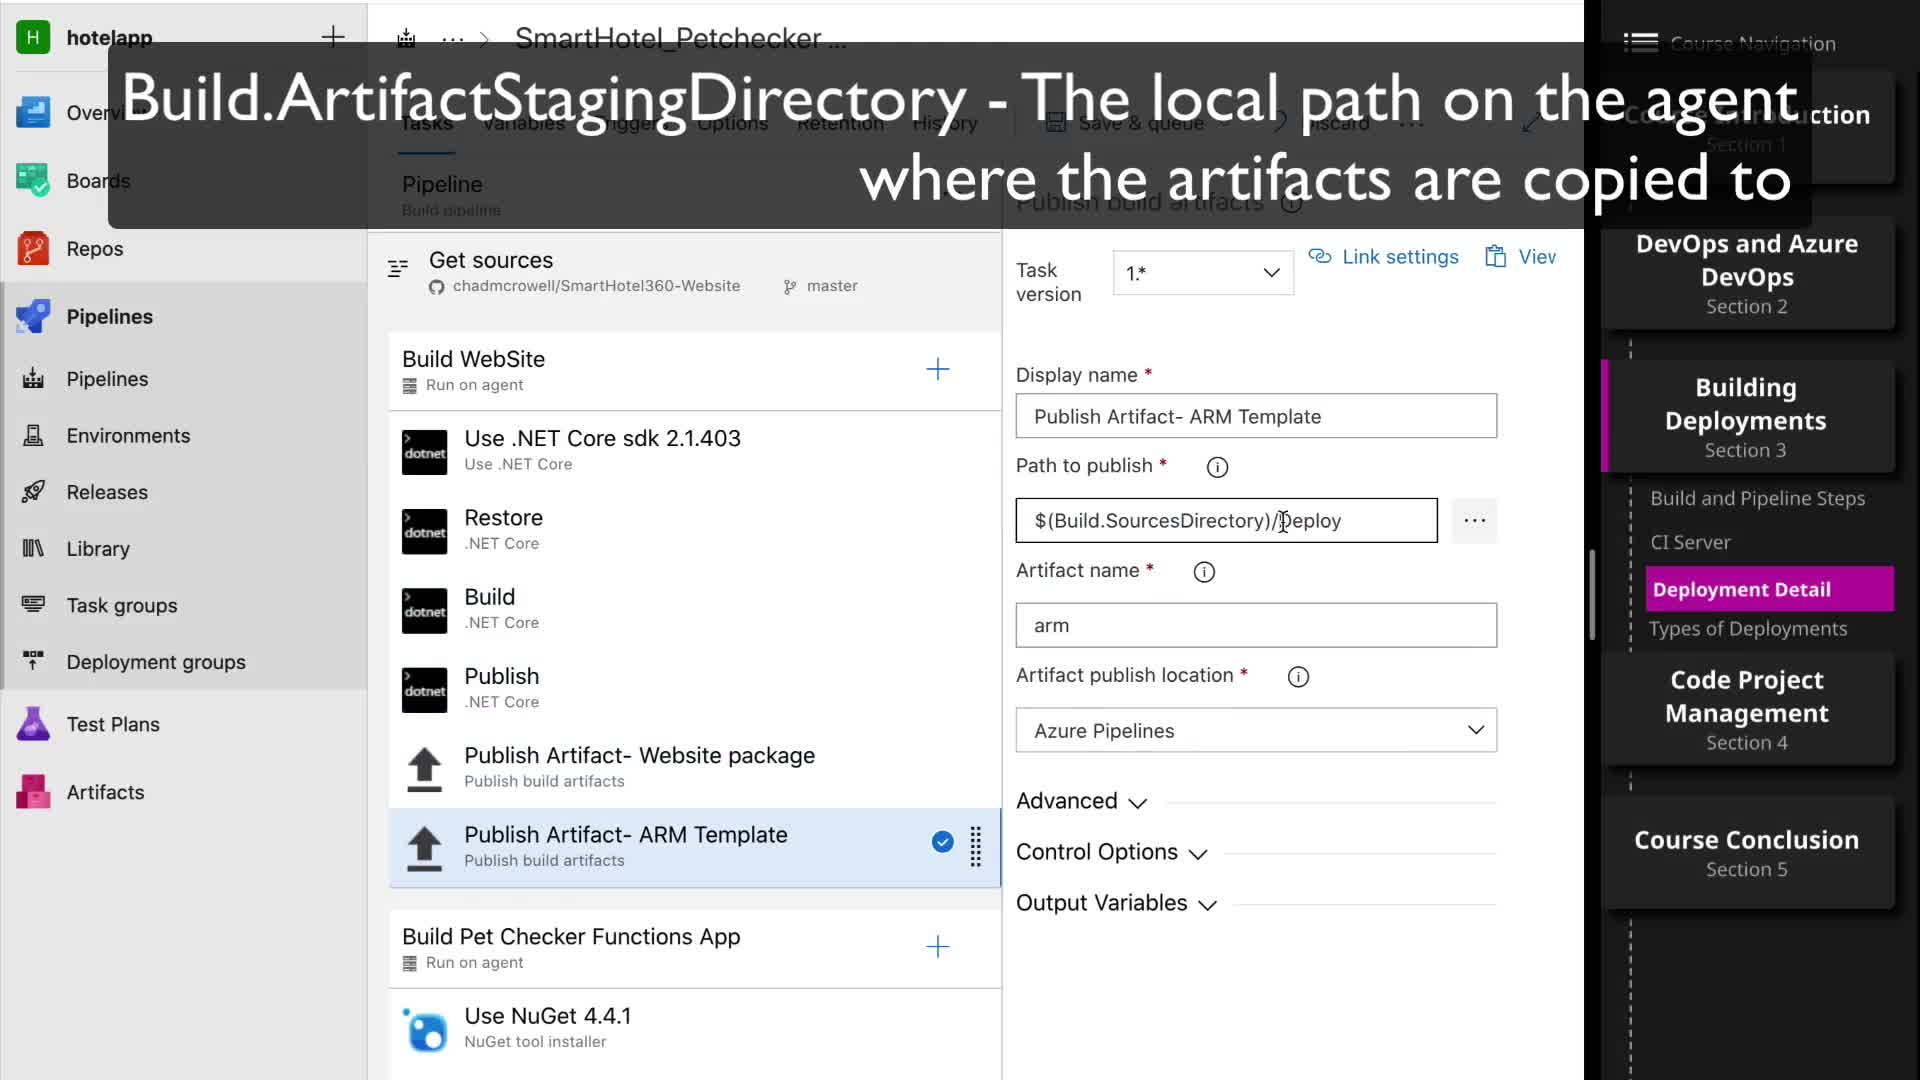 H hotelapp
SmartHotel_Petchecker ...
Course Navigation
Build.ArtifactStagingDirectory - The local path on the agent
where the artifacts are copied to
Overview
Boards
Repos
Pipelines
Pipelines
Environments
Releases
Library
Task groups
Deployment groups
Test Plans
Artifacts
Tasks Variables Triggers Options Retention History Save & queue Discard ...
Pipeline
Build pipeline
Get sources
chadmcrowell/SmartHotel360-Website master
Build WebSite
Run on agent
dotnet
Use .NET Core sdk 2.1.403
Use .NET Core
dotnet
Restore
.NET Core
dotnet
Build
.NET Core
dotnet
Publish
.NET Core
Publish Artifact- Website package
Publish build artifacts
Publish Artifact- ARM Template
Publish build artifacts
Build Pet Checker Functions App
Run on agent
Use NuGet 4.4.1
NuGet tool installer
Publish build artifacts
Task
version
1.*
Link settings
View
Display name *
Publish Artifact- ARM Template
Path to publish *
$(Build.SourcesDirectory)/Deploy
...
Artifact name *
arm
Artifact publish location *
Azure Pipelines
Advanced
Control Options
Output Variables
Course Introduction
Section 1
DevOps and Azure
DevOps
Section 2
Building
Deployments
Section 3
Build and Pipeline Steps
CI Server
Deployment Detail
Types of Deployments
Code Project
Management
Section 4
Course Conclusion
Section 5